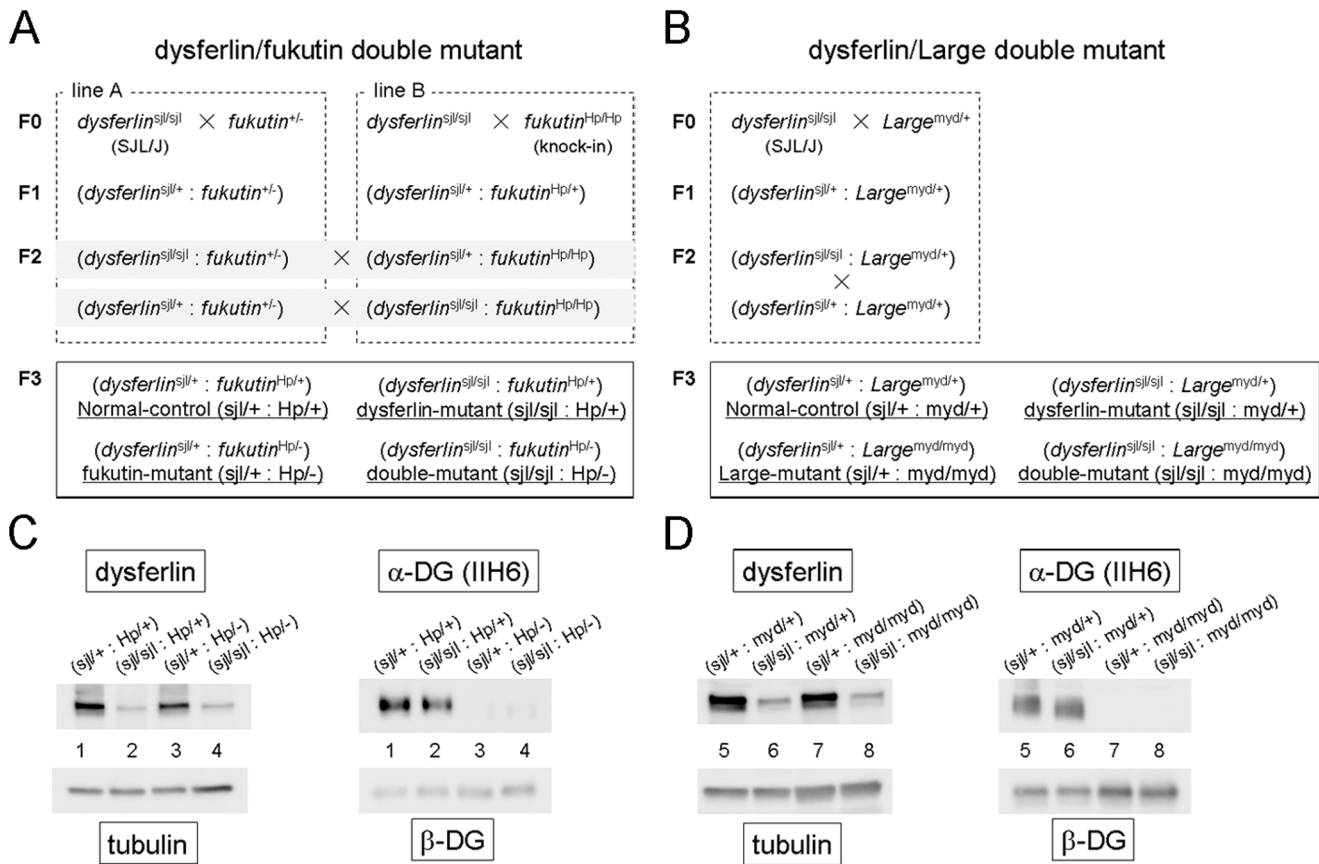 A
dysferlin/fukutin double mutant
line A
line B
F0
dysferlin^sjl/sjl × fukutin^+/-
(SJL/J)
dysferlin^sjl/sjl × fukutin^Hp/Hp
(knock-in)
F1
(dysferlin^sjl/+ : fukutin^+/-)
(dysferlin^sjl/+ : fukutin^Hp/+)
F2
(dysferlin^sjl/sjl : fukutin^+/-) × (dysferlin^sjl/+ : fukutin^Hp/Hp)
(dysferlin^sjl/+ : fukutin^+/-) × (dysferlin^sjl/sjl : fukutin^Hp/Hp)
F3
(dysferlin^sjl/+ : fukutin^Hp/+)
Normal-control (sjl/+ : Hp/+)
(dysferlin^sjl/sjl : fukutin^Hp/+)
dysferlin-mutant (sjl/sjl : Hp/+)
(dysferlin^sjl/+ : fukutin^Hp/-)
fukutin-mutant (sjl/+ : Hp/-)
(dysferlin^sjl/sjl : fukutin^Hp/-)
double-mutant (sjl/sjl : Hp/-)
B
dysferlin/Large double mutant
F0
dysferlin^sjl/sjl × Large^myd/+
(SJL/J)
F1
(dysferlin^sjl/+ : Large^myd/+)
F2
(dysferlin^sjl/sjl : Large^myd/+)
×
(dysferlin^sjl/+ : Large^myd/+)
F3
(dysferlin^sjl/+ : Large^myd/+)
Normal-control (sjl/+ : myd/+)
(dysferlin^sjl/sjl : Large^myd/+)
dysferlin-mutant (sjl/sjl : myd/+)
(dysferlin^sjl/+ : Large^myd/myd)
Large-mutant (sjl/+ : myd/myd)
(dysferlin^sjl/sjl : Large^myd/myd)
double-mutant (sjl/sjl : myd/myd)
C
dysferlin
(sjl/+ : Hp/+)
(sjl/sjl : Hp/+)
(sjl/+ : Hp/-)
(sjl/sjl : Hp/-)
1 2 3 4
tubulin
α-DG (IIH6)
(sjl/+ : Hp/+)
(sjl/sjl : Hp/+)
(sjl/+ : Hp/-)
(sjl/sjl : Hp/-)
1 2 3 4
β-DG
D
dysferlin
(sjl/+ : myd/+)
(sjl/sjl : myd/+)
(sjl/+ : myd/myd)
(sjl/sjl : myd/myd)
5 6 7 8
tubulin
α-DG (IIH6)
(sjl/+ : myd/+)
(sjl/sjl : myd/+)
(sjl/+ : myd/myd)
(sjl/sjl : myd/myd)
5 6 7 8
β-DG